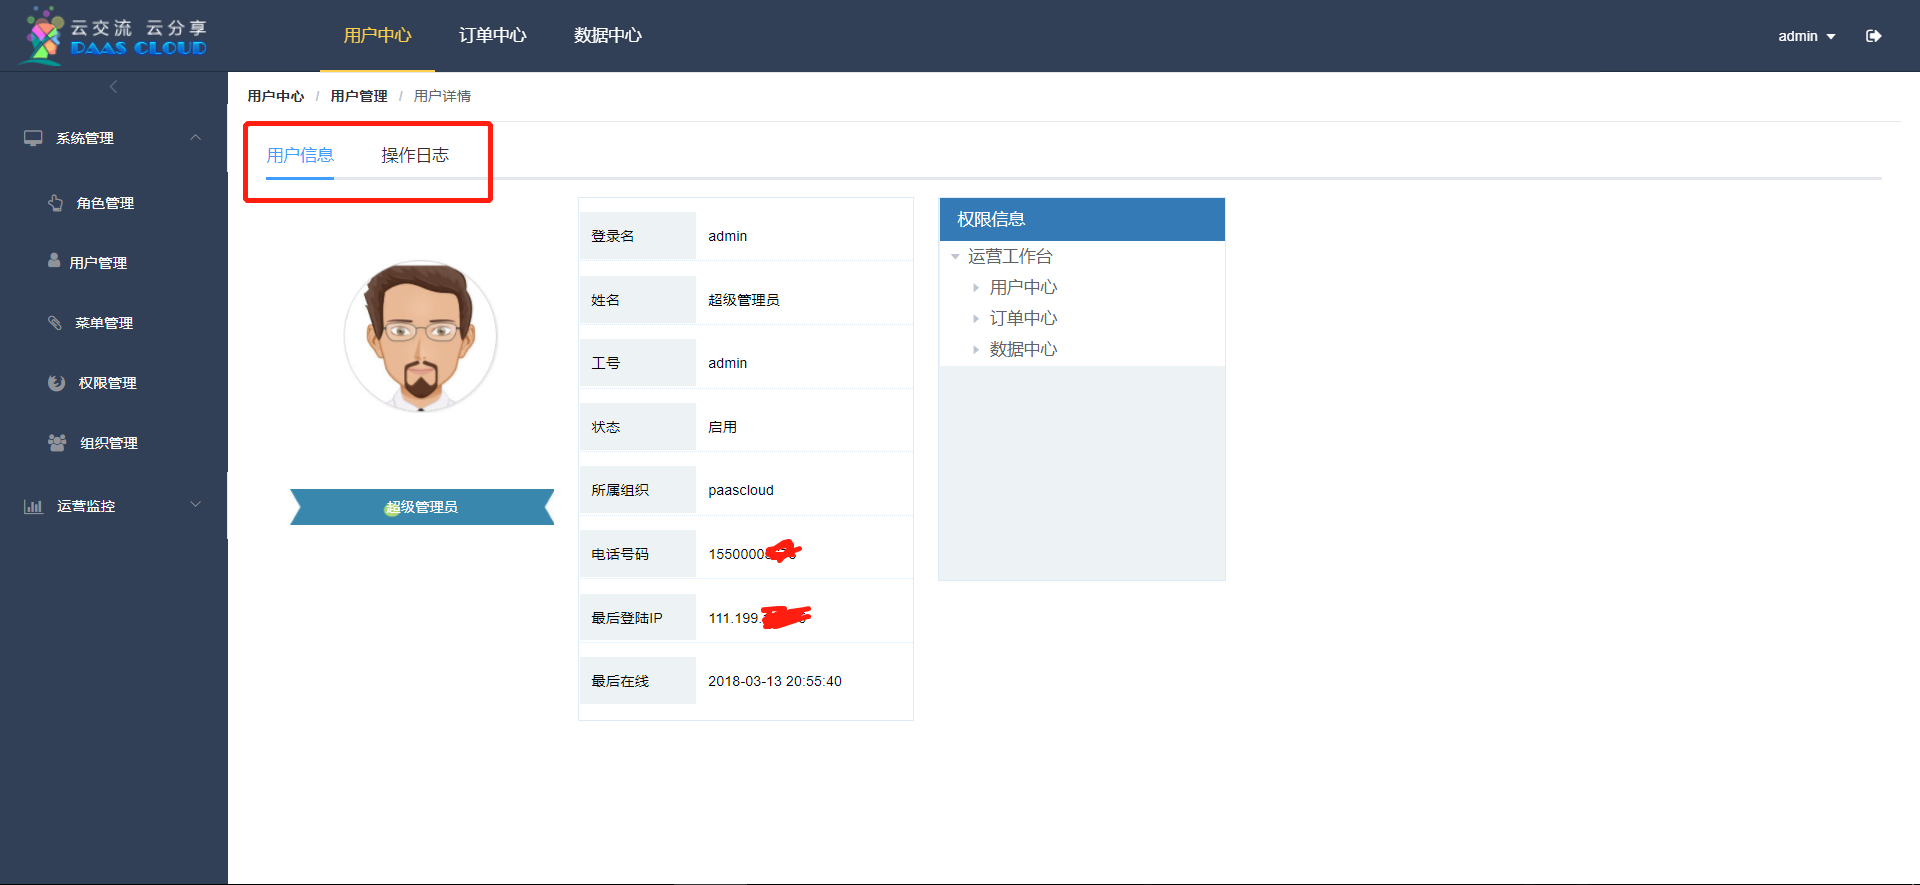 云交流 云分享
PAAS CLOUD
用户中心
订单中心
数据中心
admin
用户中心 / 用户管理 / 用户详情
系统管理
角色管理
用户管理
菜单管理
权限管理
组织管理
运营监控
用户信息
操作日志
超级管理员
登录名 admin
姓名 超级管理员
工号 admin
状态 启用
所属组织 paascloud
电话号码 1550000
最后登陆IP 111.199.
最后在线 2018-03-13 20:55:40
权限信息
运营工作台
用户中心
订单中心
数据中心